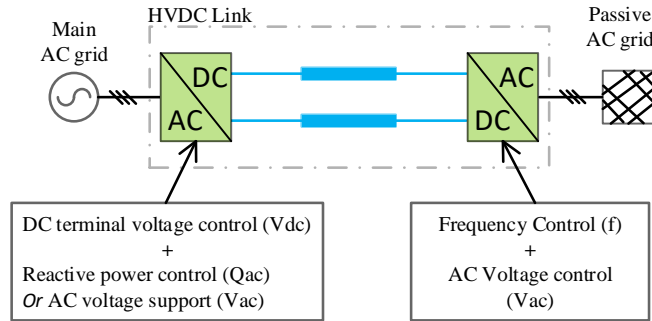 HVDC Link
Main
AC grid
Passive
AC grid
DC
AC
AC
DC
DC terminal voltage control (Vdc)
+
Reactive power control (Qac)
Or AC voltage support (Vac)
Frequency Control (f)
+
AC Voltage control
(Vac)